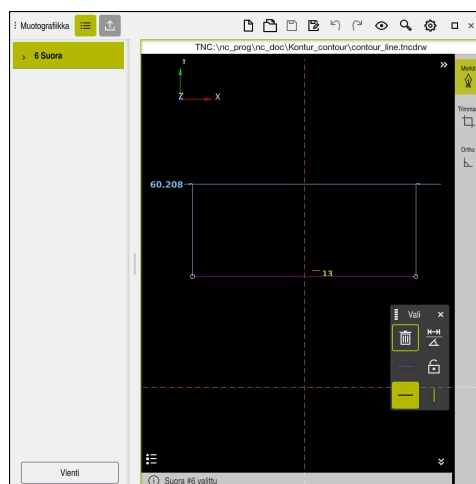 Muotografiikka
TNC:\nc_prog\nc_doc\Kontur_contour\contour_line.tncdrw
6 Suora
Y
Z X
Trimma
Ortho
60.208
13
Vali
Vienti
Suora #6 valittu